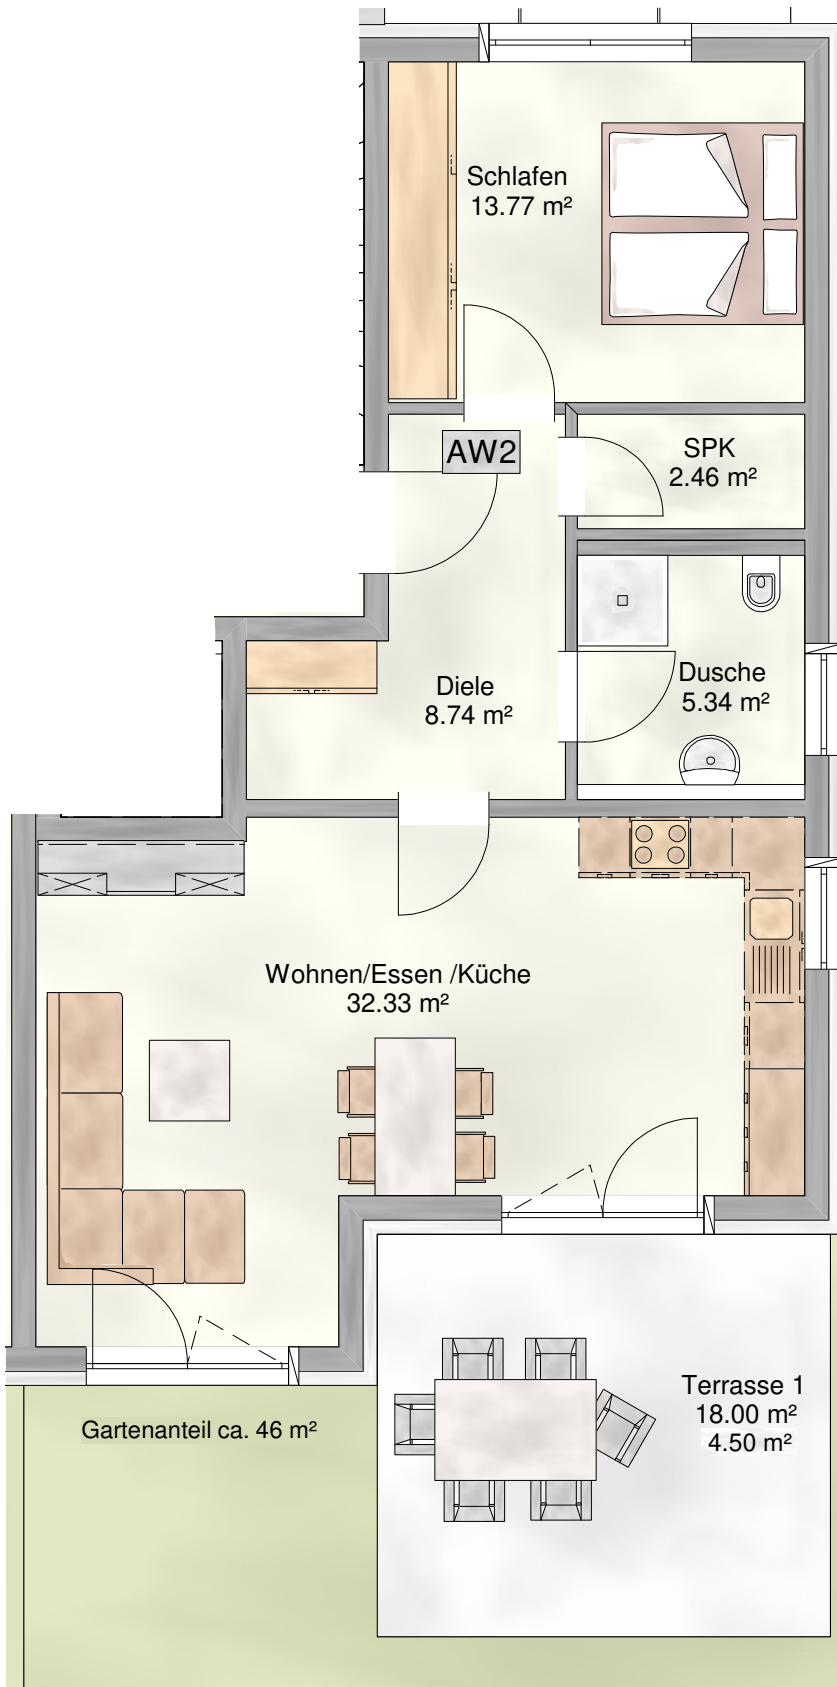 Schlafen
13.77 m²
AW2
SPK
2.46 m²
Dusche
5.34 m²
Diele
8.74 m²
Wohnen/Essen /Küche
32.33 m²
Terrasse 1
18.00 m²
4.50 m²
Gartenanteil ca. 46 m²